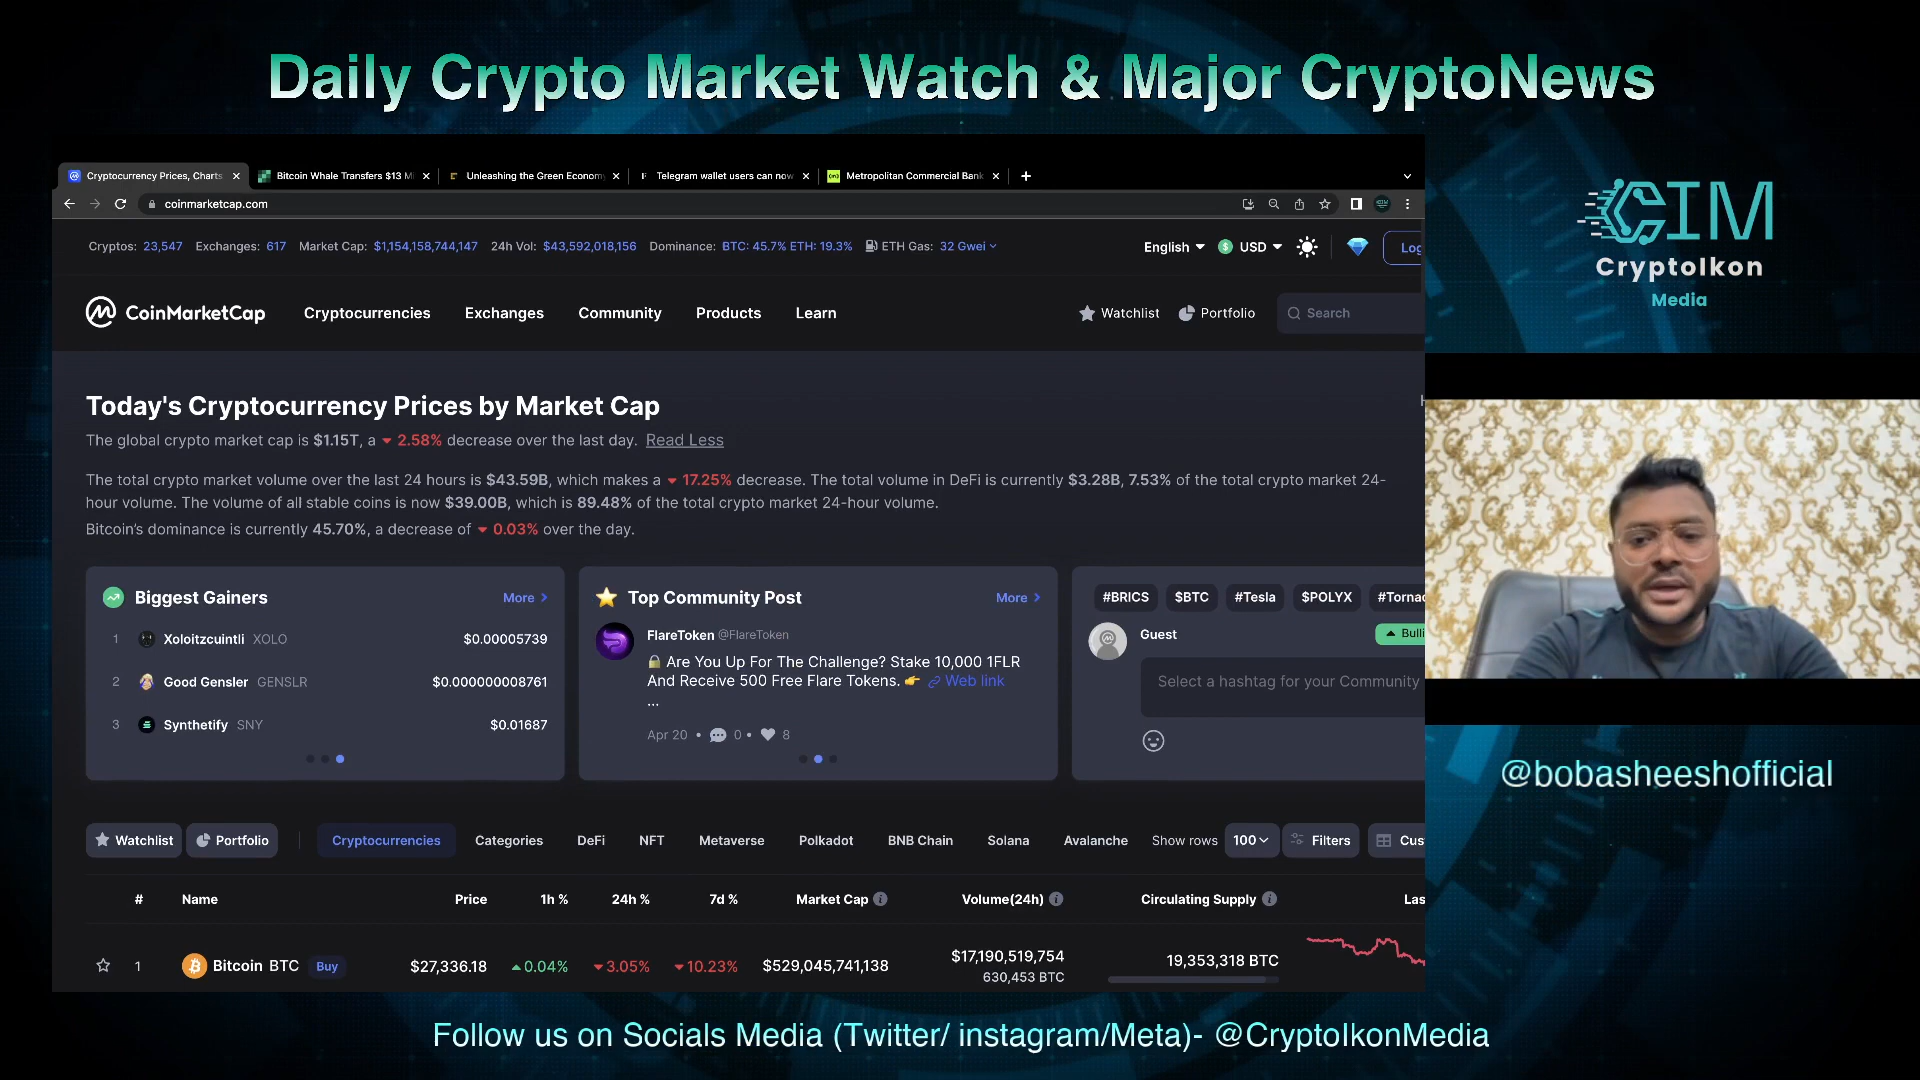 Daily Crypto Market Watch & Major CryptoNews
Cryptocurrency Prices, Charts
Bitcoin Whale Transfers $13 M
Unleashing the Green Econom
Telegram wallet users can now
Metropolitan Commercial Bank
coinmarketcap.com
Cryptos: 23,547 Exchanges: 617 Market Cap: $1,154,158,744,147 24h Vol: $43,592,018,156 Dominance: BTC: 45.7% ETH: 19.3% ETH Gas: 32 Gwei
English USD Log
CoinMarketCap Cryptocurrencies Exchanges Community Products Learn Watchlist Portfolio Search
Today's Cryptocurrency Prices by Market Cap
The global crypto market cap is $1.15T, a 2.58% decrease over the last day. Read Less
The total crypto market volume over the last 24 hours is $43.59B, which makes a 17.25% decrease. The total volume in DeFi is currently $3.28B, 7.53% of the total crypto market 24-
hour volume. The volume of all stable coins is now $39.00B, which is 89.48% of the total crypto market 24-hour volume.
Bitcoin's dominance is currently 45.70%, a decrease of 0.03% over the day.
Biggest Gainers More
1 Xoloitzcuintli XOLO $0.00005739
2 Good Gensler GENSLR $0.000000008761
3 Synthetify SNY $0.01687
Top Community Post More
FlareToken @FlareToken
Are You Up For The Challenge? Stake 10,000 1FLR
And Receive 500 Free Flare Tokens. Web link
...
Apr 20 • 0 • 8
#BRICS $BTC #Tesla $POLYX #Tornad
Guest Bulli
Select a hashtag for your Community
Watchlist Portfolio Cryptocurrencies Categories DeFi NFT Metaverse Polkadot BNB Chain Solana Avalanche Show rows 100 Filters Cus
# Name Price 1h % 24h % 7d % Market Cap Volume(24h) Circulating Supply Las
1 Bitcoin BTC Buy $27,336.18 0.04% 3.05% 10.23% $529,045,741,138 $17,190,519,754 19,353,318 BTC
630,453 BTC
CIM
CryptoIkon
Media
@bobasheeshofficial
Follow us on Socials Media (Twitter/ instagram/Meta)- @CryptoIkonMedia